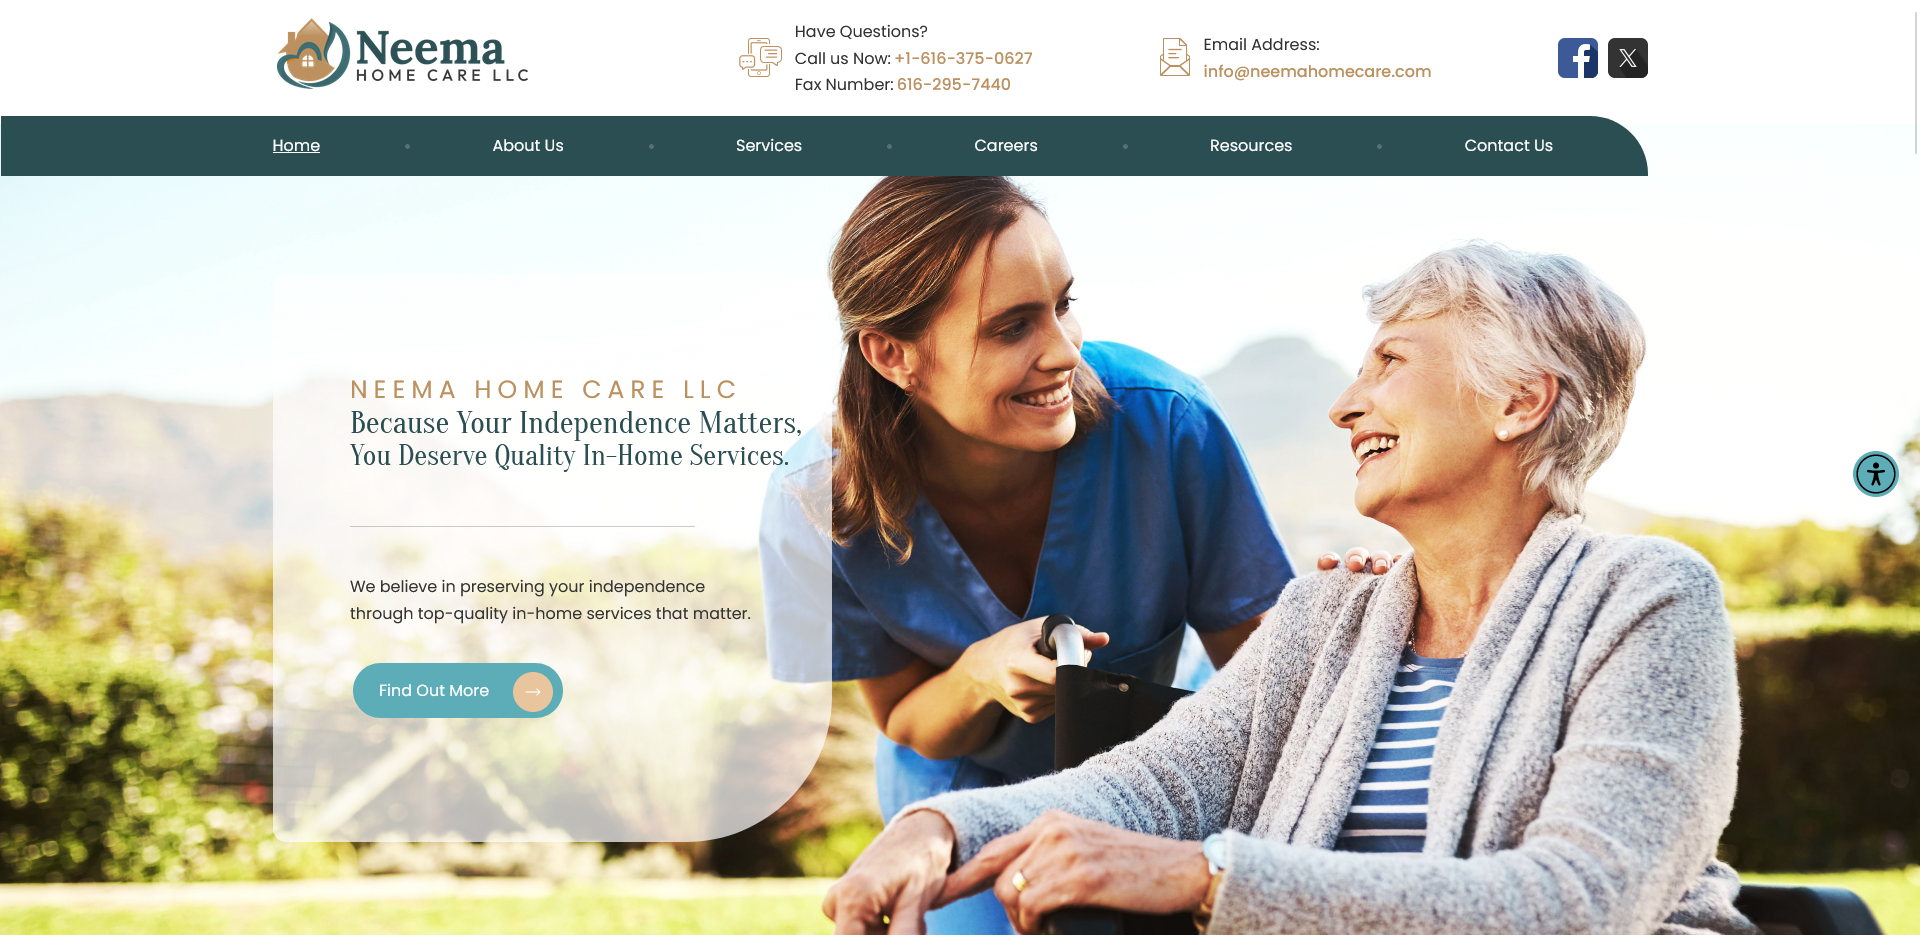 Neema
HOME CARE LLC
Have Questions?
Call us Now: +1-616-375-0627
Fax Number: 616-295-7440
Email Address:
info@neemahomecare.com
Home
About Us
Services
Careers
Resources
Contact Us
NEEMA HOME CARE LLC
Because Your Independence Matters,
You Deserve Quality In-Home Services.
We believe in preserving your independence
through top-quality in-home services that matter.
Find Out More